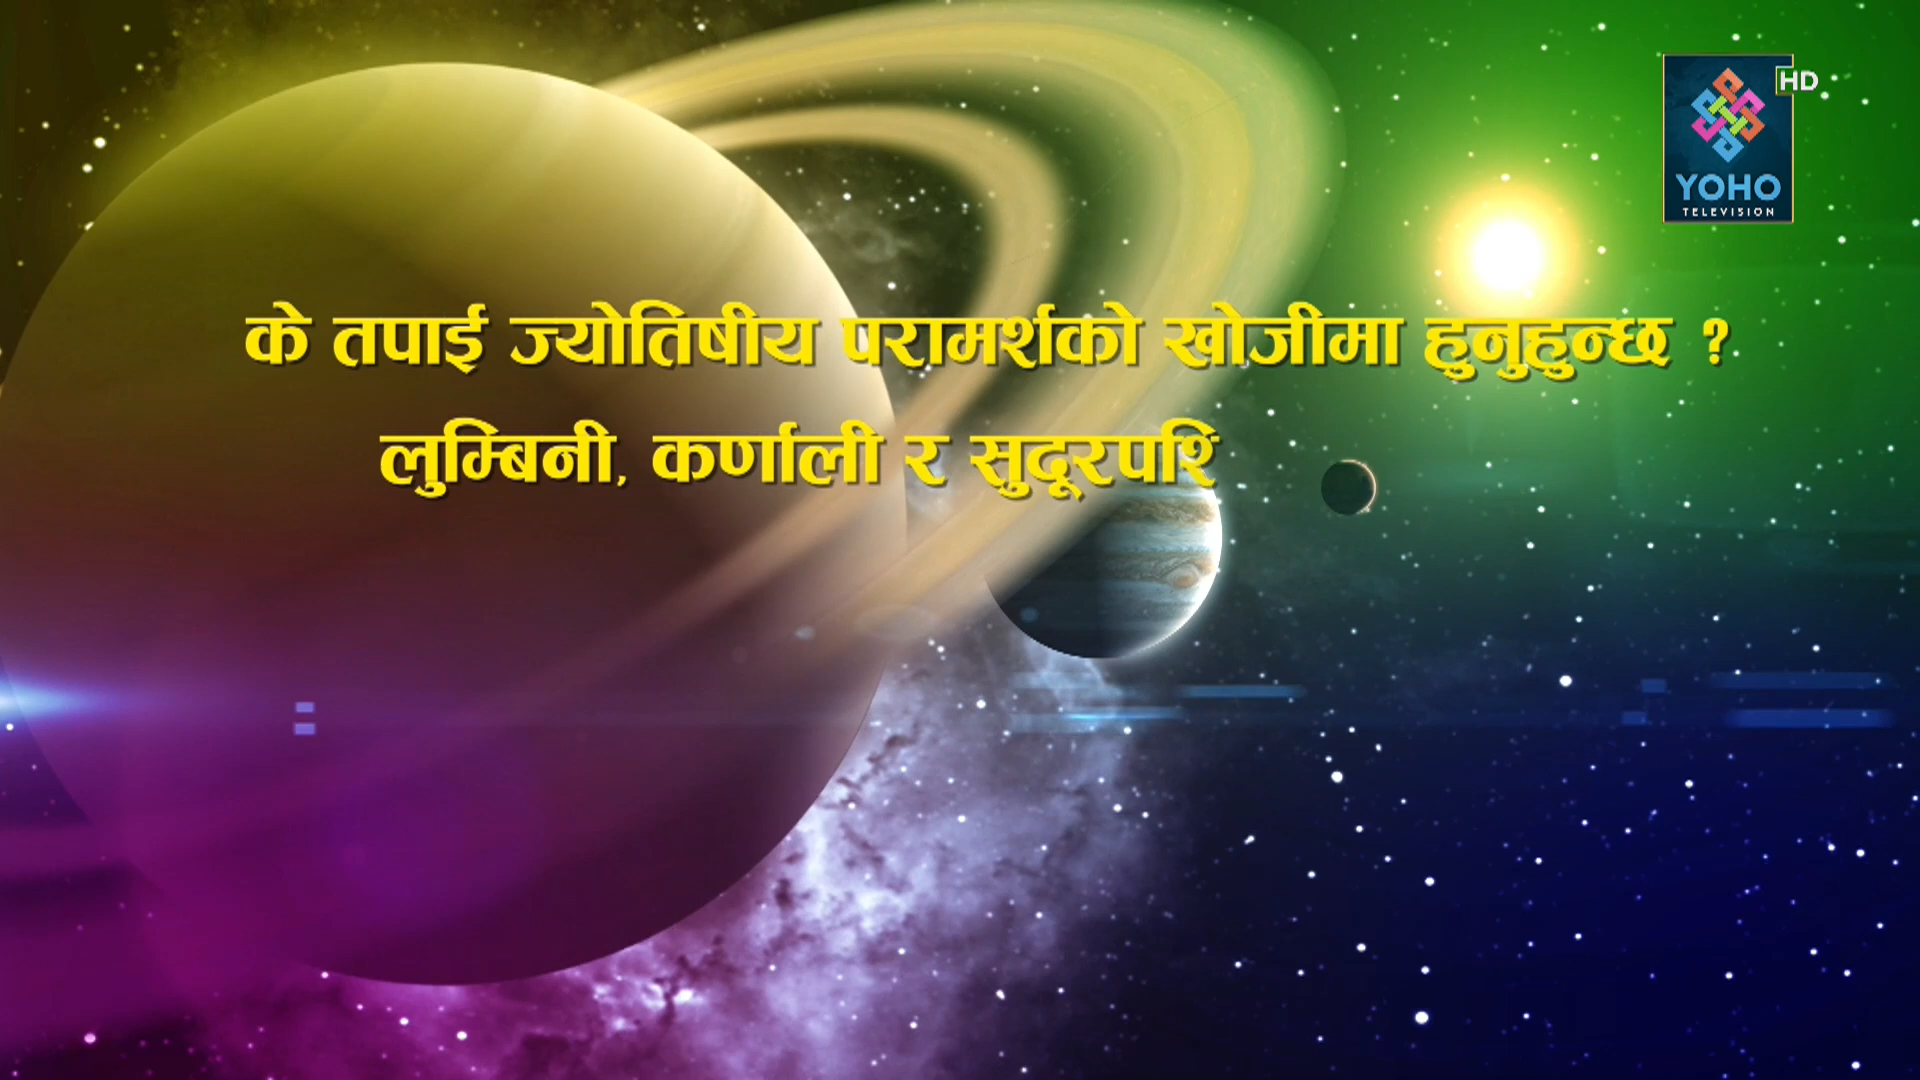 HD
YOHO
TELEVISION
के तपाई ज्योतिषीय परामर्शको खोजीमा हुनुहुन्छ ?
लुम्बिनी, कर्णाली र सुदूरपशि